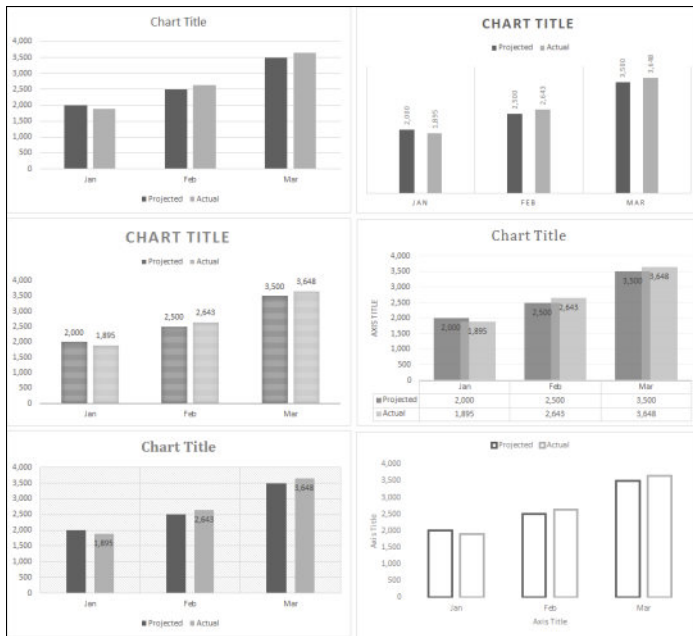 Chart Title
4,000
3,500
3,000
2,500
2,000
1,500
1,000
500
0
Jan Feb Mar
Projected Actual
CHART TITLE
Projected Actual
2,000 1,895 2,500 2,643 3,500 3,648
JAN FEB MAR
CHART TITLE
Projected Actual
4,000
3,500
3,000
2,500
2,000
1,500
1,000
500
0
2,000 1,895 2,500 2,643 3,500 3,648
Jan Feb Mar
Chart Title
AXIS TITLE
4,000
3,500
3,000
2,500
2,000
1,500
1,000
500
0
2,000 1,895 2,500 2,643 3,500 3,648
Jan Feb Mar
Projected 2,000 2,500 3,500
Actual 1,895 2,643 3,648
Chart Title
4,000
3,500
3,000
2,500
2,000
1,500
1,000
500
0
1,895 2,643 3,648
Jan Feb Mar
Projected Actual
Projected Actual
Axis Title
4,000
3,500
3,000
2,500
2,000
1,500
1,000
500
0
Jan Feb Mar
Axis Title